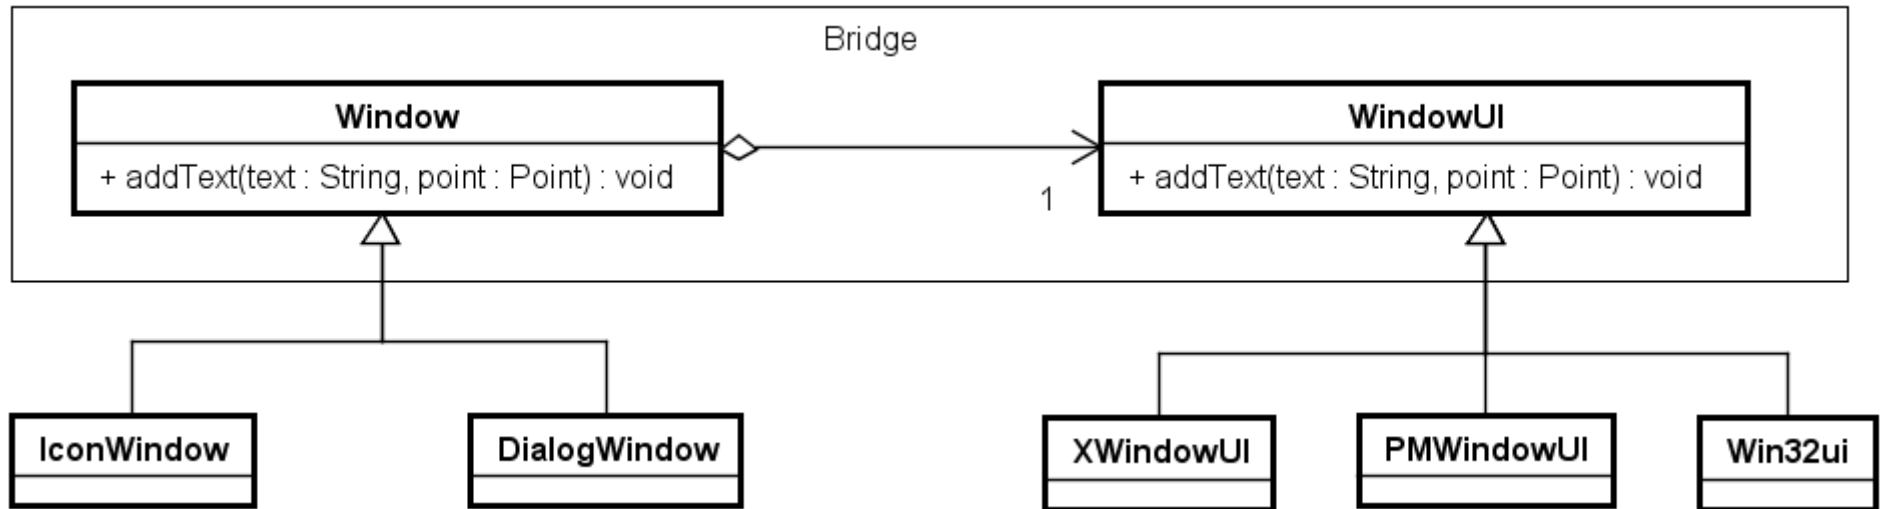 Bridge
Window
+ addText(text : String, point : Point) : void
WindowUI
+ addText(text : String, point : Point) : void
1
IconWindow
DialogWindow
XWindowUI
PMWindowUI
Win32ui